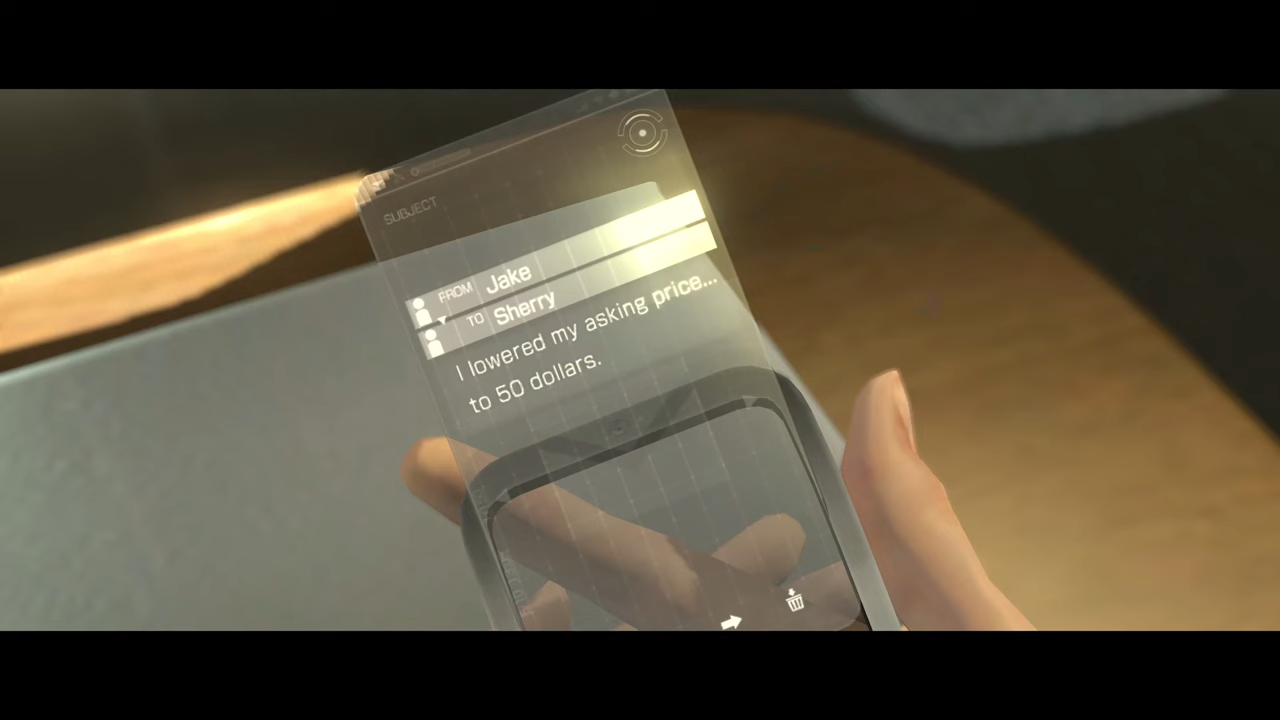 SUBJECT
FROM Jake
TO Sherry
I lowered my asking price...
to 50 dollars.